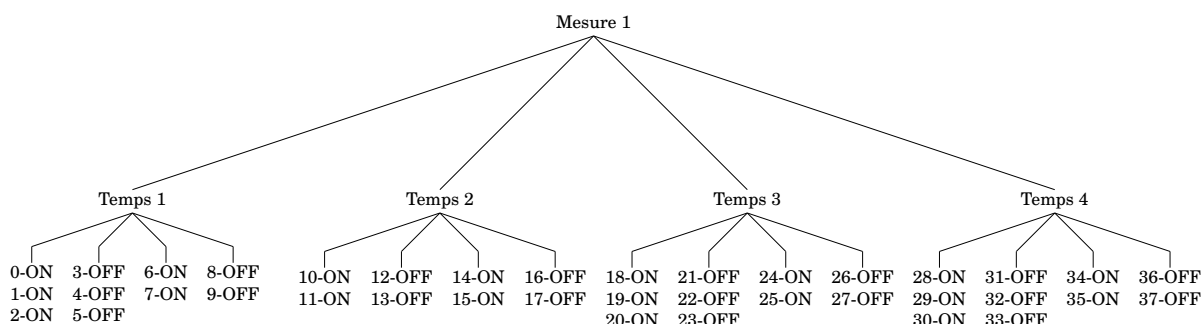 Mesure 1
Temps 1 Temps 2 Temps 3 Temps 4
0-ON 3-OFF 6-ON 8-OFF 10-ON 12-OFF 14-ON 16-OFF 18-ON 21-OFF 24-ON 26-OFF 28-ON 31-OFF 34-ON 36-OFF
1-ON 4-OFF 7-ON 9-OFF 11-ON 13-OFF 15-ON 17-OFF 19-ON 22-OFF 25-ON 27-OFF 29-ON 32-OFF 35-ON 37-OFF
2-ON 5-OFF 20-ON 23-OFF 30-ON 33-OFF